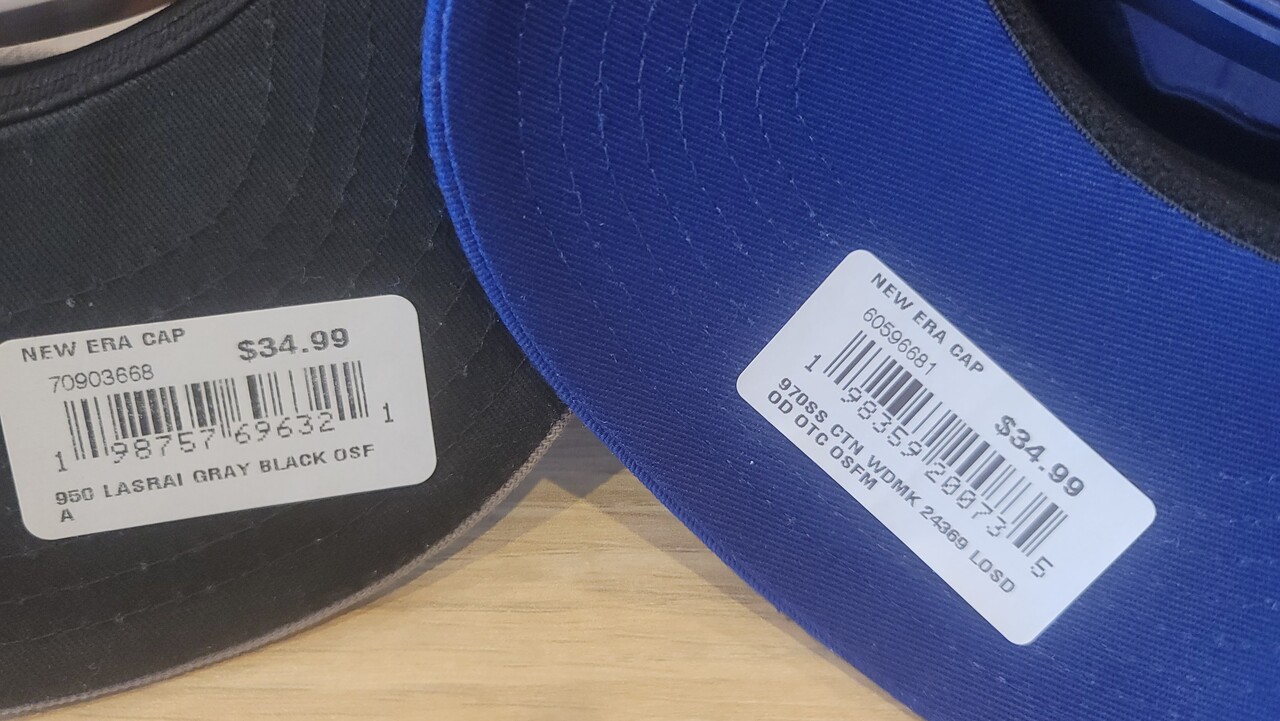 NEW ERA CAP
$34.99
70903668
1 98757 69632 1
950 LASRAI GRAY BLACK OSF
A
NEW ERA CAP
60596681
$34.99
1 98359 20073 5
970SS CTN WDMK 24369 LOSD
OD OTC OSFM